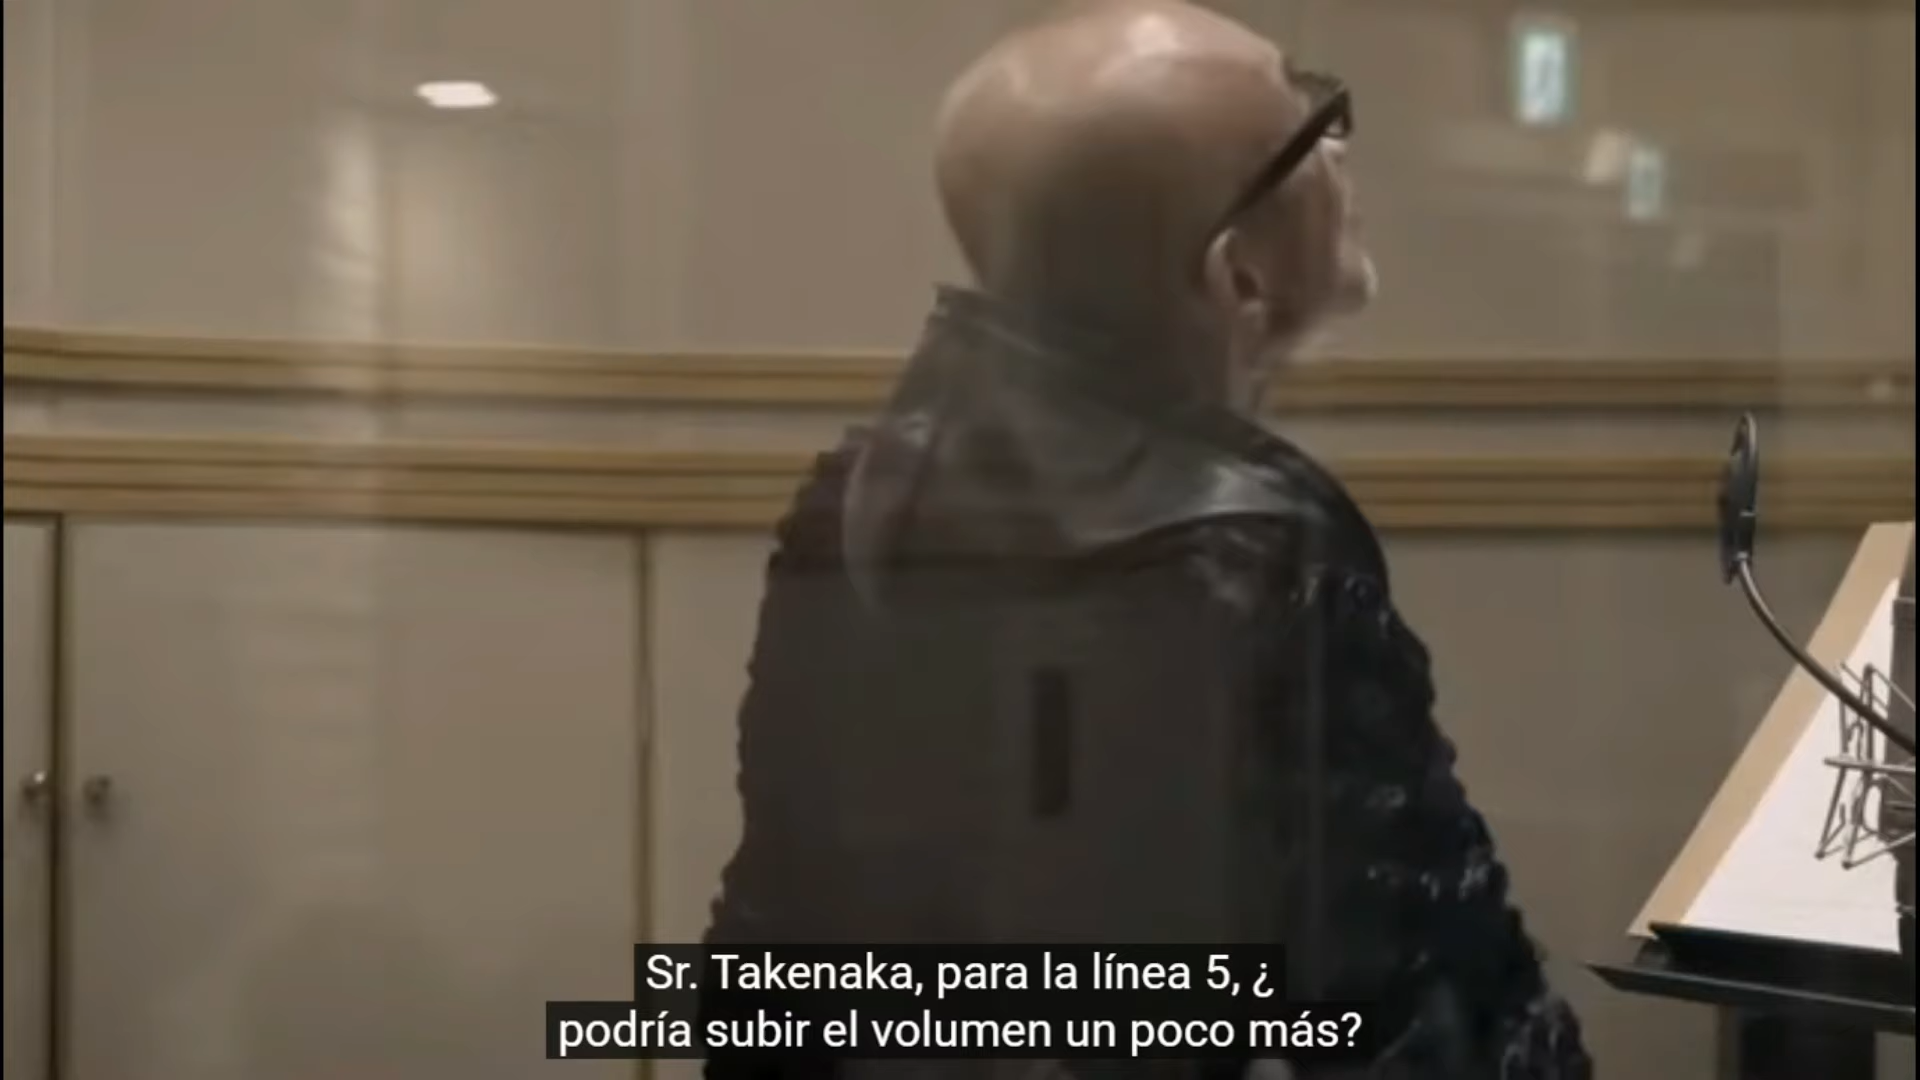 Sr. Takenaka, para la línea 5, ¿
podría subir el volumen un poco más?